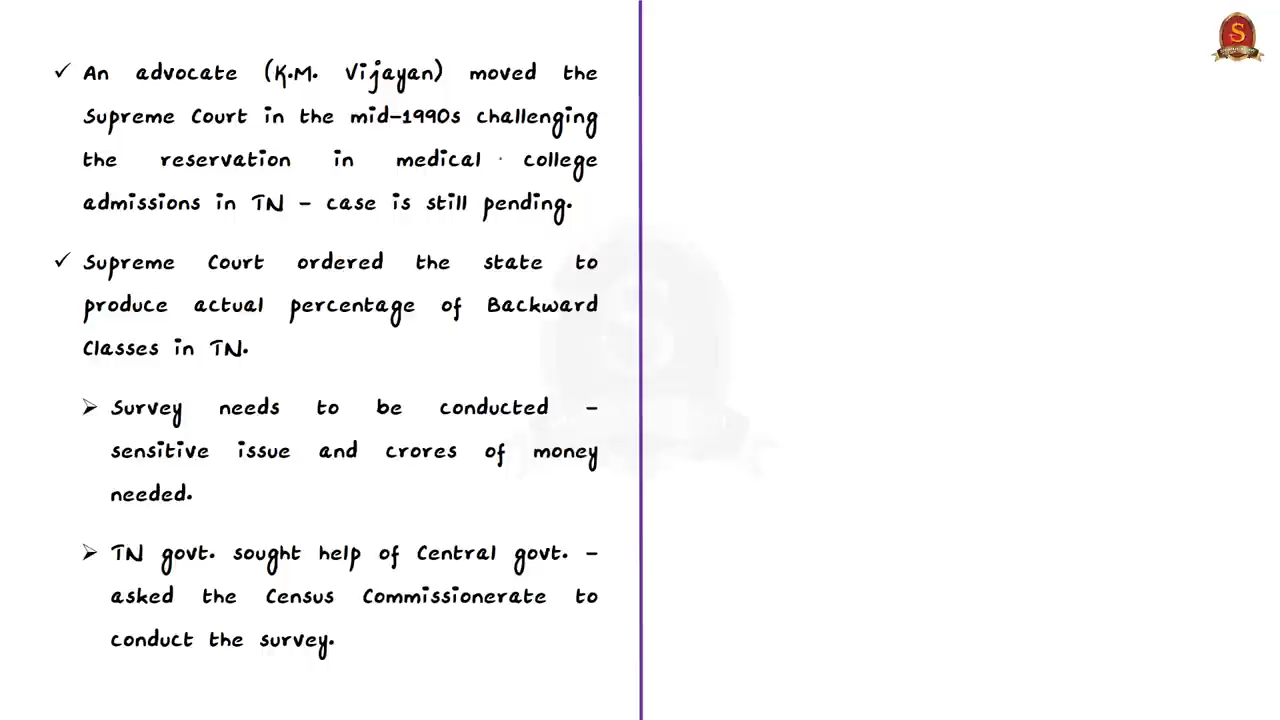 ✓ An advocate (K.M. Vijayan) moved the
Supreme Court in the mid-1990s challenging
the reservation in medical college
admissions in TN - case is still pending.
✓ Supreme Court ordered the state to
produce actual percentage of Backward
Classes in TN.
➢ Survey needs to be conducted -
sensitive issue and crores of money
needed.
➢ TN govt. sought help of Central govt. -
asked the Census Commissionerate to
conduct the survey.
S